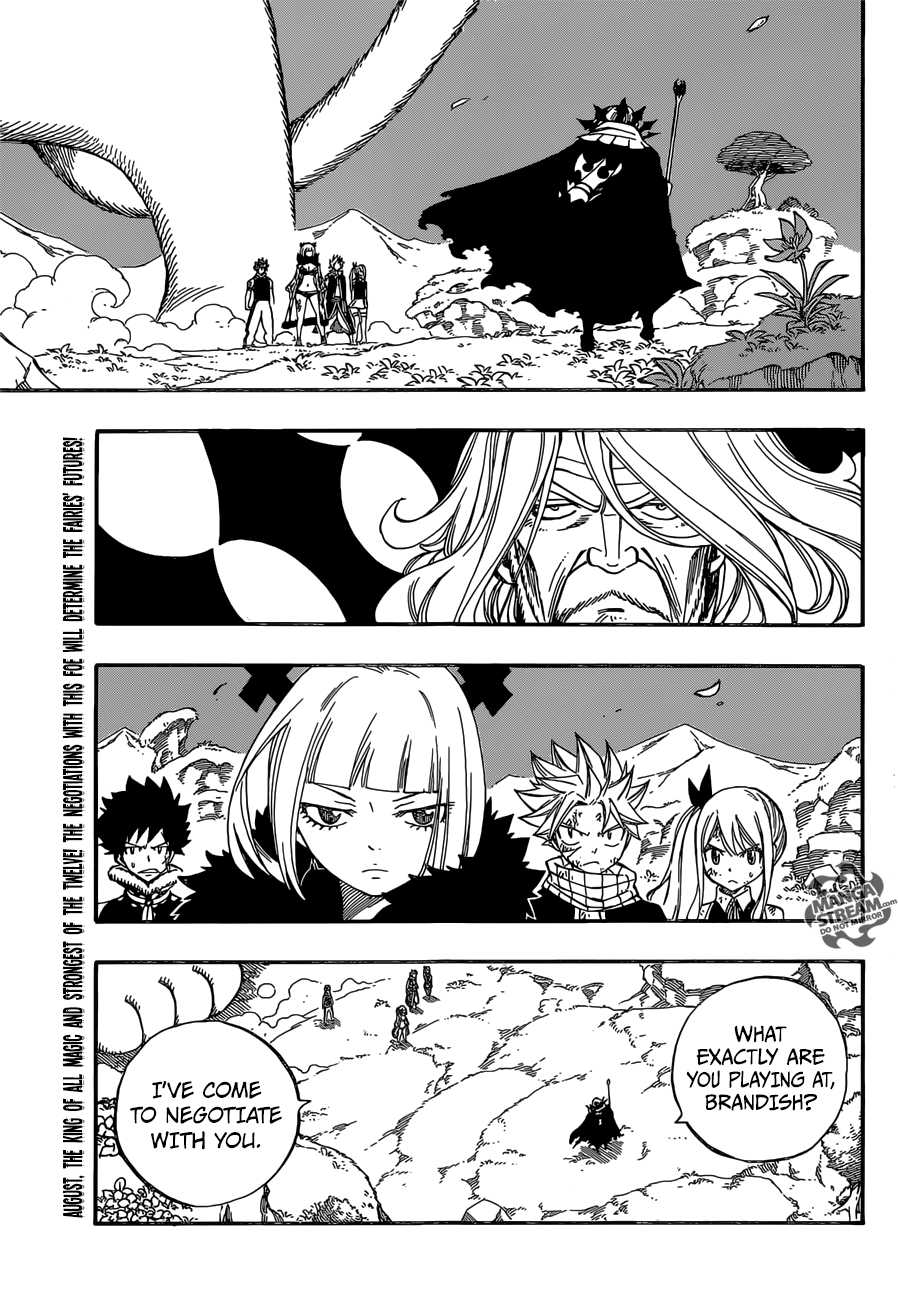 AUGUST, THE KING OF ALL MAGIC AND STRONGEST OF THE TWELVE! THE NEGOTIATIONS WITH THIS FOE WILL DETERMINE THE FAIRIES' FUTURES!
MANGA
STREAM.com
DO NOT MIRROR
WHAT
EXACTLY ARE
YOU PLAYING AT,
BRANDISH?
I'VE COME
TO NEGOTIATE
WITH YOU.